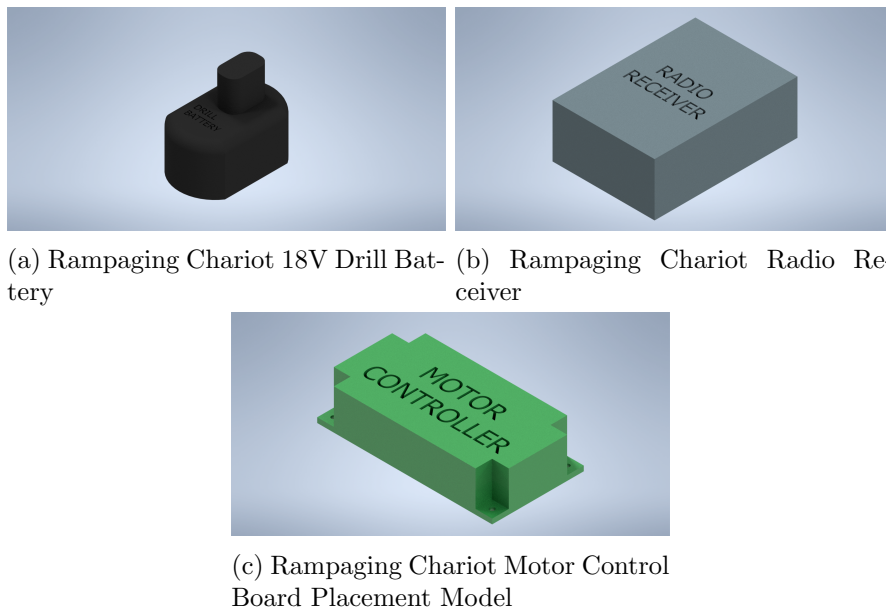 DRILL
BATTERY
RADIO
RECEIVER
(a) Rampaging Chariot 18V Drill Bat-
tery
(b) Rampaging Chariot Radio Re-
ceiver
MOTOR
CONTROLLER
(c) Rampaging Chariot Motor Control
Board Placement Model